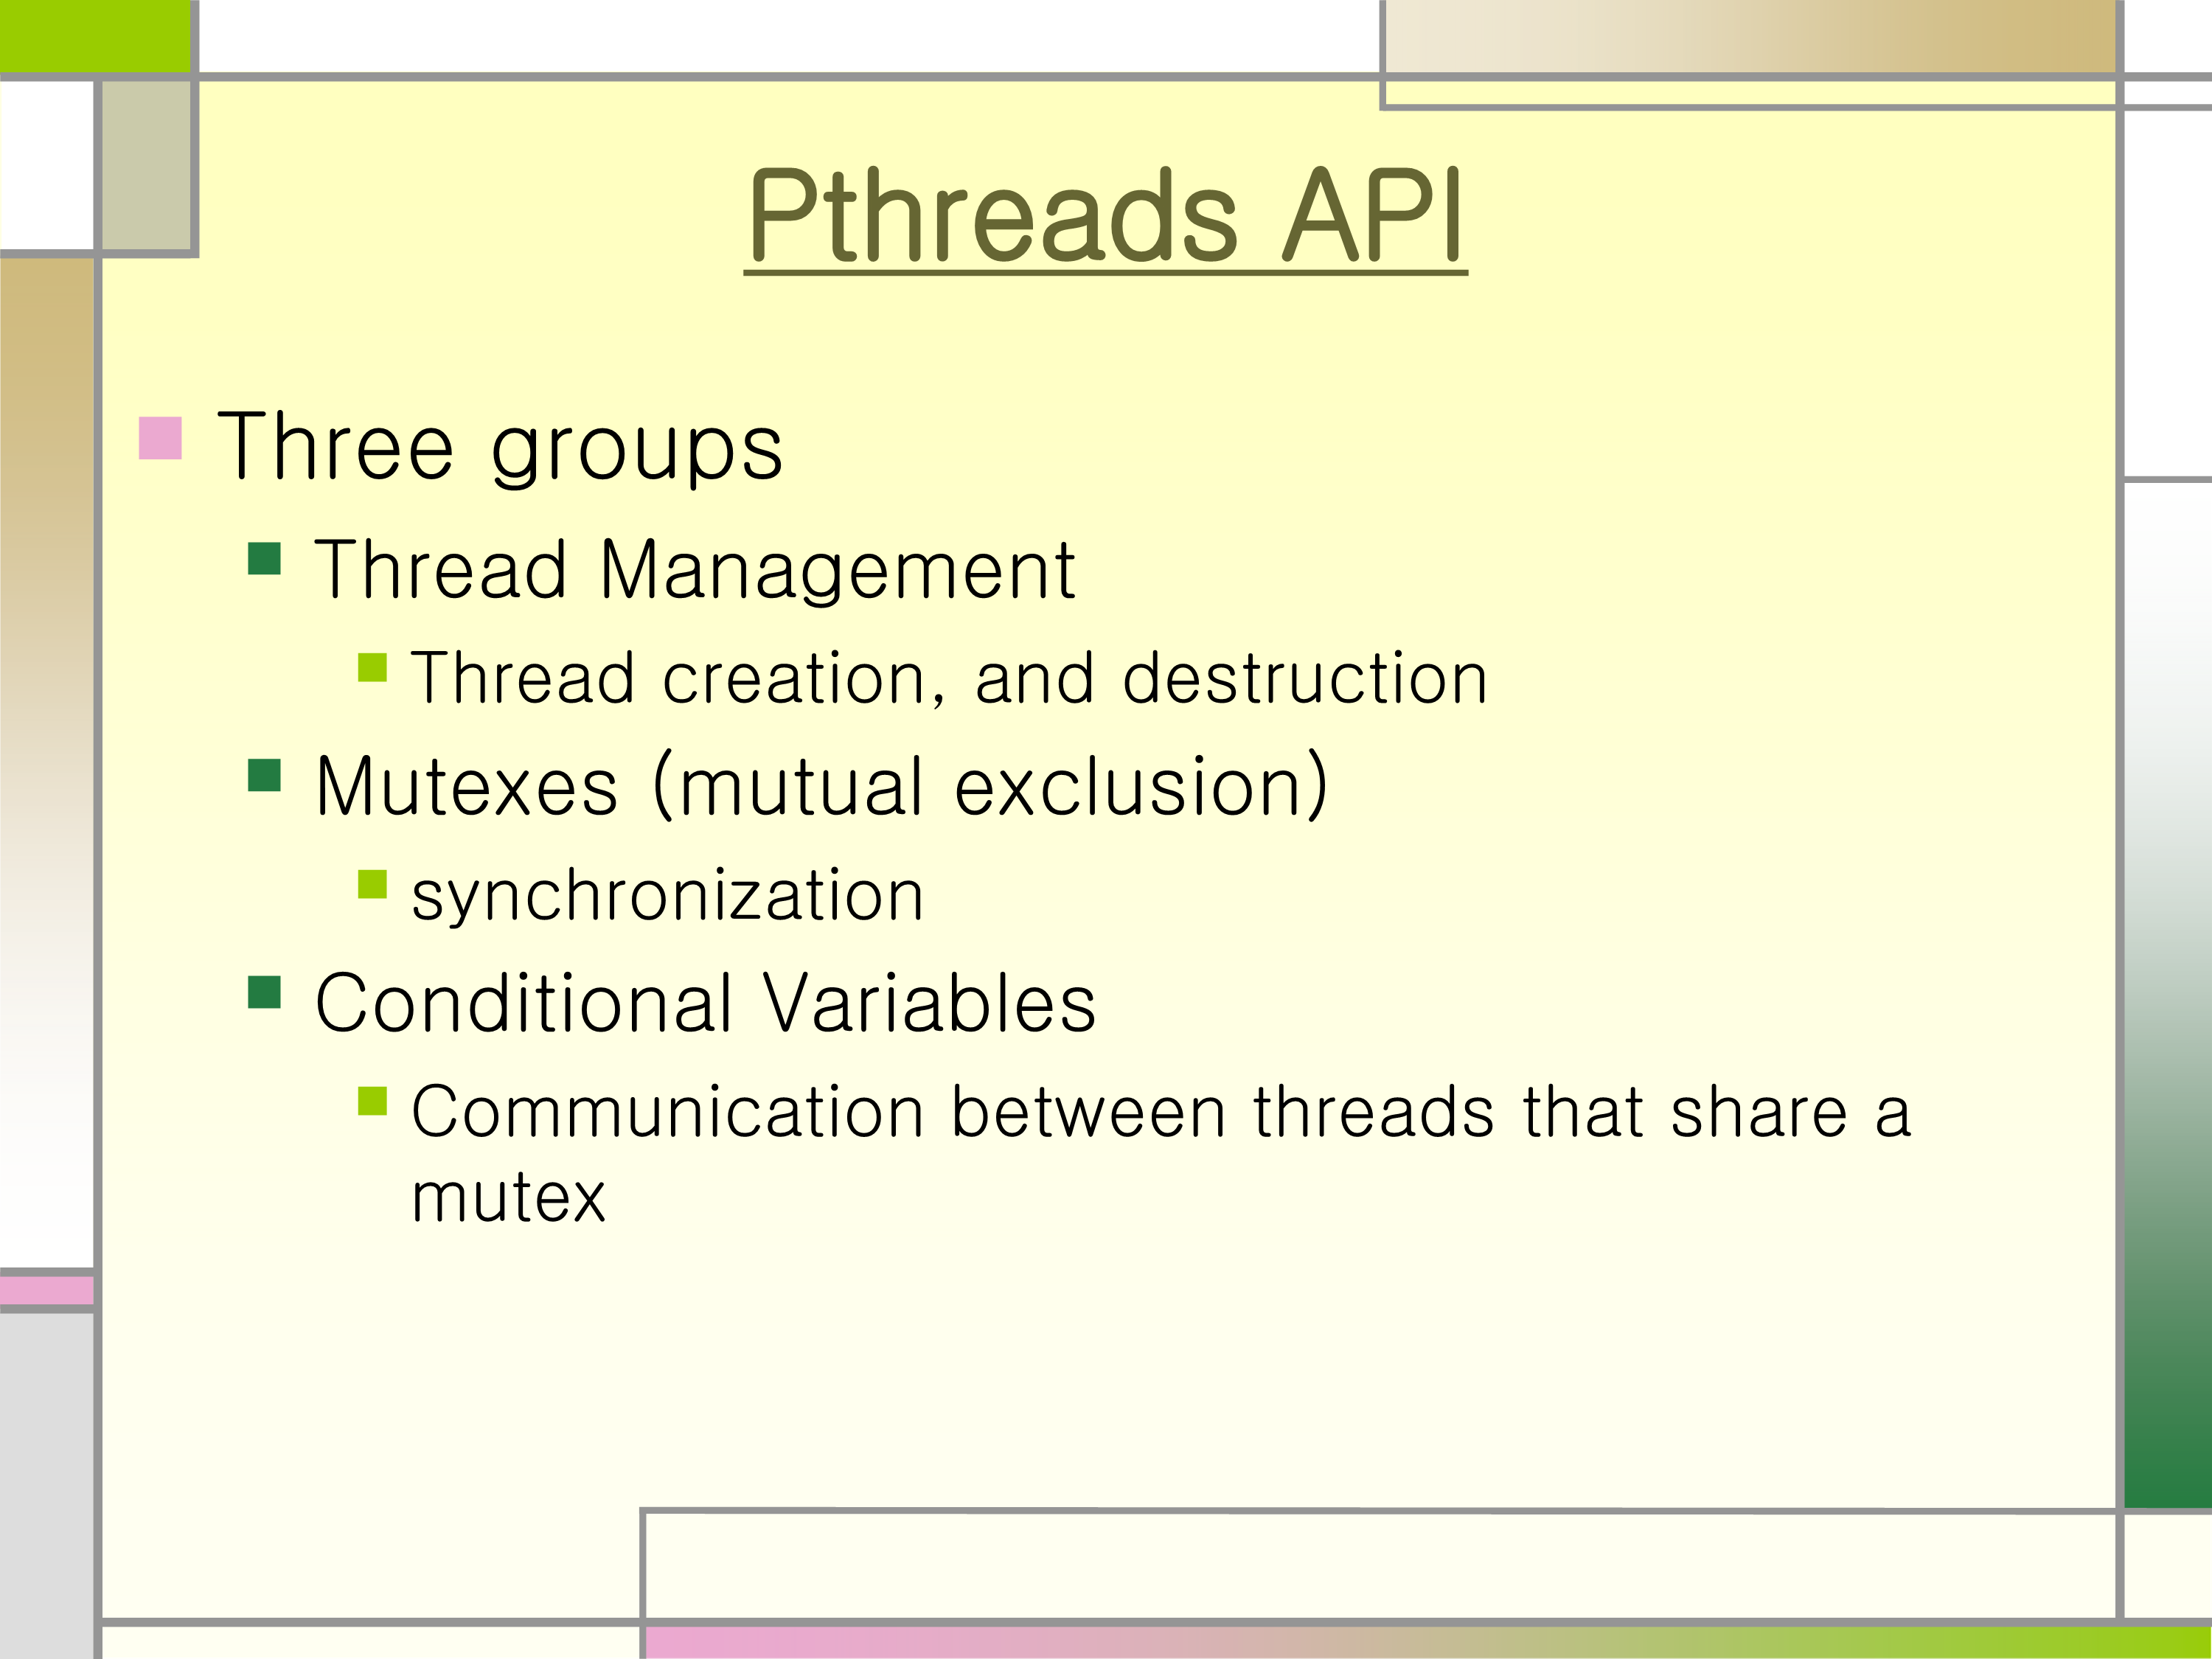 Pthreads API
Three groups
Thread Management
Thread creation, and destruction
Mutexes (mutual exclusion)
synchronization
Conditional Variables
Communication between threads that share a
mutex